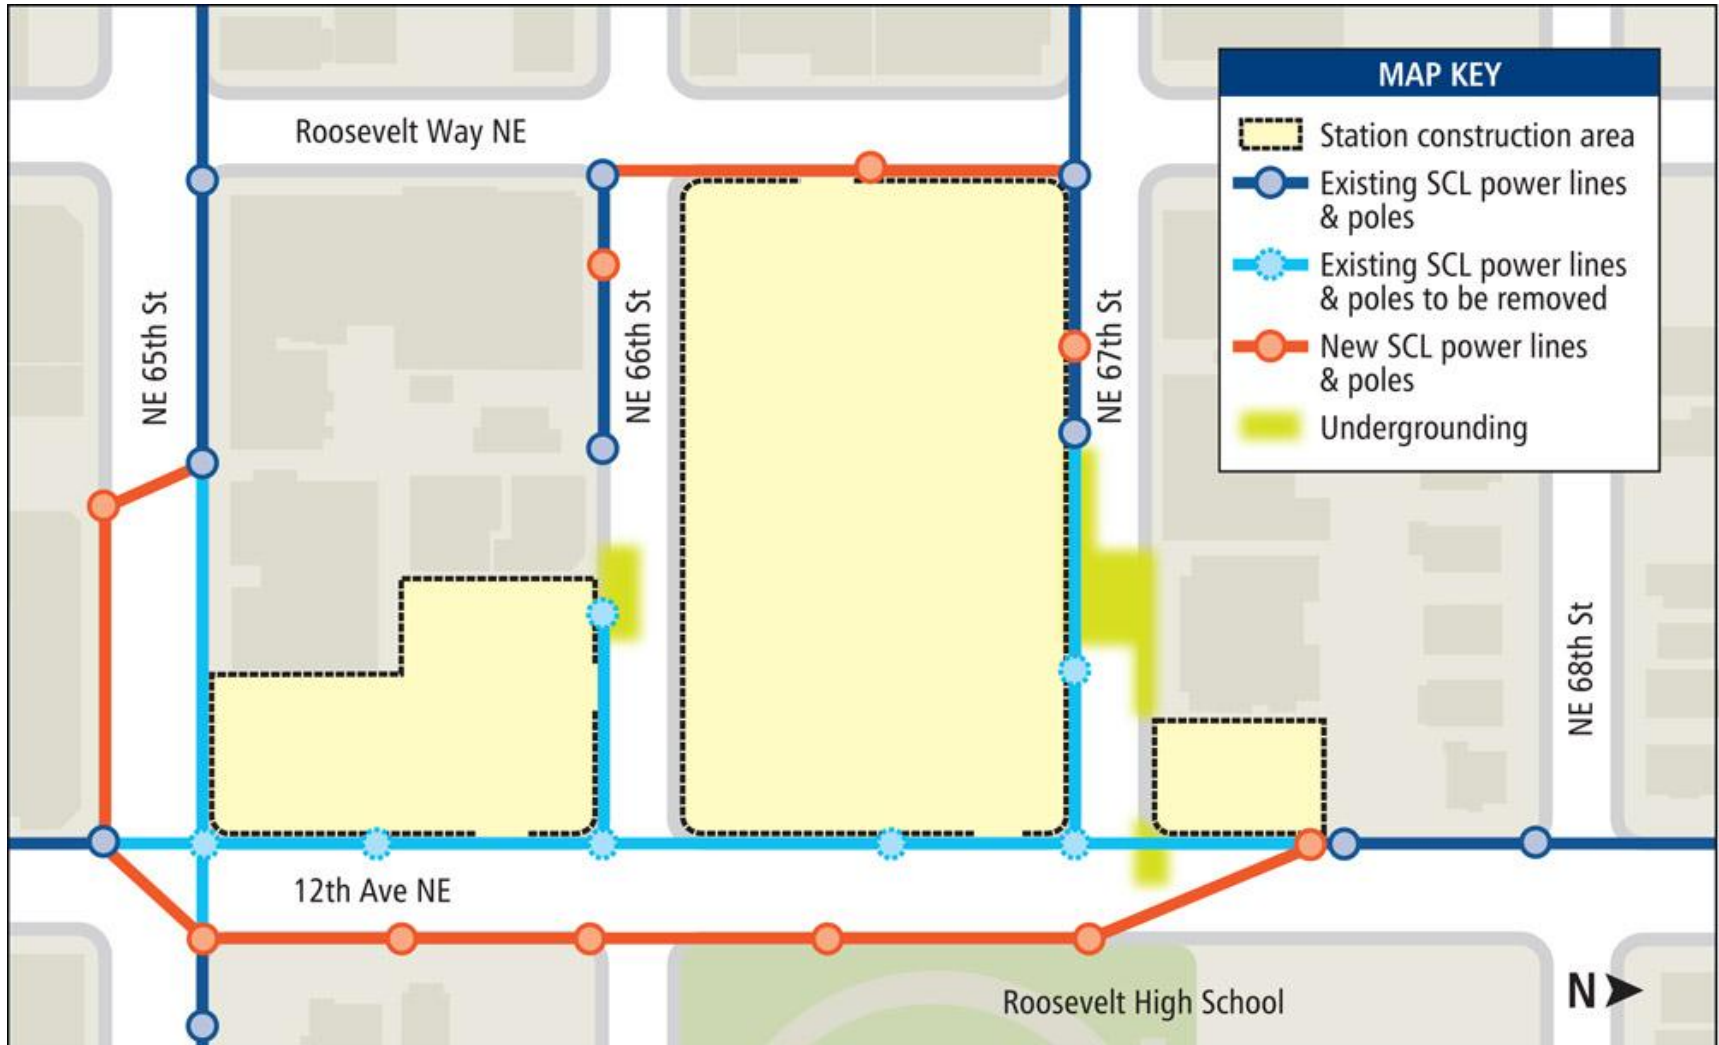 MAP KEY
Roosevelt Way NE
Station construction area
Existing SCL power lines
& poles
Existing SCL power lines
& poles to be removed
New SCL power lines
& poles
Undergrounding
NE 65th St
NE 66th St
NE 67th St
NE 68th St
12th Ave NE
Roosevelt High School
N